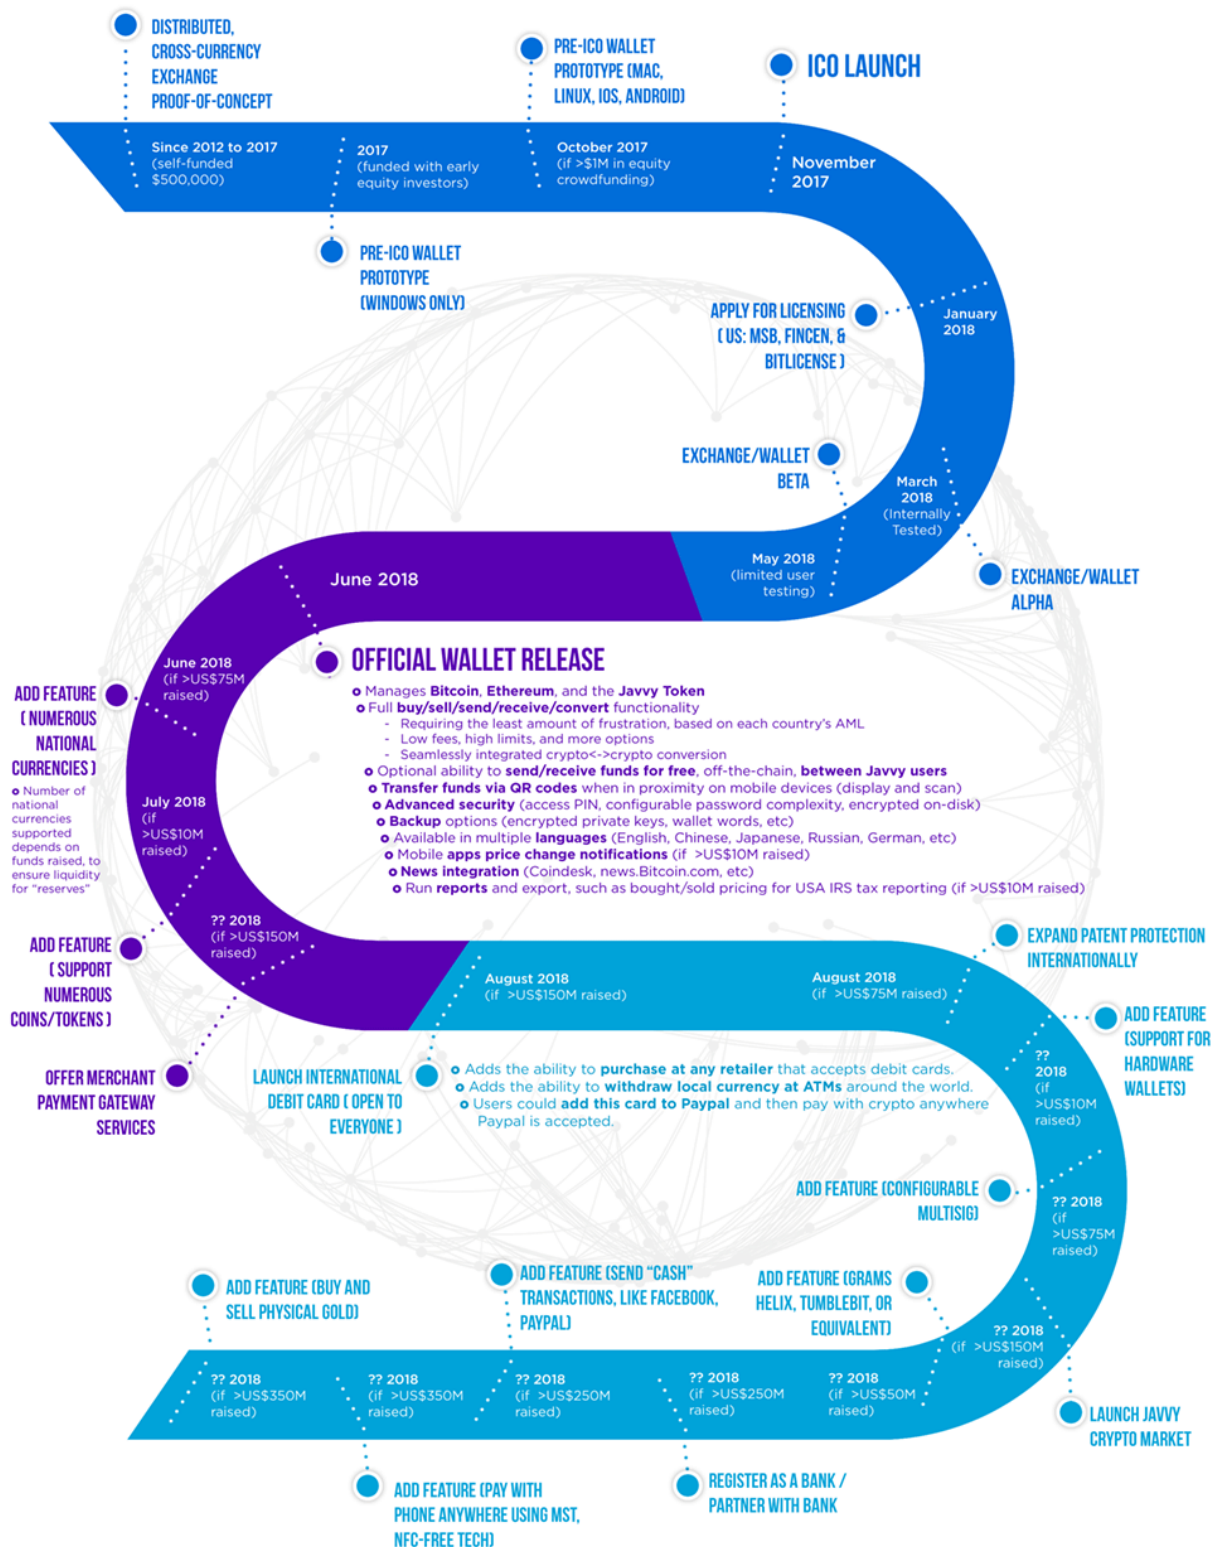 DISTRIBUTED,
CROSS-CURRENCY
EXCHANGE
PROOF-OF-CONCEPT
Since 2012 to 2017
(self-funded
$500,000)
2017
(funded with early
equity investors)
PRE-ICO WALLET
PROTOTYPE
(WINDOWS ONLY)
PRE-ICO WALLET
PROTOTYPE (MAC,
LINUX, IOS, ANDROID)
October 2017
(if >$1M in equity
crowdfunding)
ICO LAUNCH
November
2017
APPLY FOR LICENSING
( US: MSB, FINCEN, &
BITLICENSE )
January
2018
March
2018
(Internally
Tested)
EXCHANGE/WALLET
ALPHA
EXCHANGE/WALLET
BETA
May 2018
(limited user
testing)
June 2018
OFFICIAL WALLET RELEASE
Manages Bitcoin, Ethereum, and the Javvy Token
Full buy/sell/send/receive/convert functionality
- Requiring the least amount of frustration, based on each country's AML
- Low fees, high limits, and more options
- Seamlessly integrated crypto<->crypto conversion
Optional ability to send/receive funds for free, off-the-chain, between Javvy users
Transfer funds via QR codes when in proximity on mobile devices (display and scan)
Advanced security (access PIN, configurable password complexity, encrypted on-disk)
Backup options (encrypted private keys, wallet words, etc)
Available in multiple languages (English, Chinese, Japanese, Russian, German, etc)
Mobile apps price change notifications (if >US$10M raised)
News integration (Coindesk, news.Bitcoin.com, etc)
Run reports and export, such as bought/sold pricing for USA IRS tax reporting (if >US$10M raised)
June 2018
(if >US$75M
raised)
ADD FEATURE
( NUMEROUS
NATIONAL
CURRENCIES )
Number of
national
currencies
supported
depends on
funds raised, to
ensure liquidity
for "reserves"
July 2018
(if
>US$10M
raised)
ADD FEATURE
( SUPPORT
NUMEROUS
COINS/TOKENS )
?? 2018
(if >US$150M
raised)
OFFER MERCHANT
PAYMENT GATEWAY
SERVICES
August 2018
(if >US$150M raised)
LAUNCH INTERNATIONAL
DEBIT CARD ( OPEN TO
EVERYONE )
Adds the ability to purchase at any retailer that accepts debit cards.
Adds the ability to withdraw local currency at ATMs around the world.
Users could add this card to Paypal and then pay with crypto anywhere
Paypal is accepted.
August 2018
(if >US$75M raised)
EXPAND PATENT PROTECTION
INTERNATIONALLY
ADD FEATURE
(SUPPORT FOR
HARDWARE
WALLETS)
??
2018
(if
>US$10M
raised)
ADD FEATURE (CONFIGURABLE
MULTISIG)
?? 2018
(if
>US$75M
raised)
?? 2018
(if >US$150M
raised)
LAUNCH JAVVY
CRYPTO MARKET
ADD FEATURE (GRAMS
HELIX, TUMBLEBIT, OR
EQUIVALENT)
?? 2018
(if >US$50M
raised)
?? 2018
(if >US$250M
raised)
REGISTER AS A BANK /
PARTNER WITH BANK
ADD FEATURE (SEND "CASH"
TRANSACTIONS, LIKE FACEBOOK,
PAYPAL)
?? 2018
(if >US$250M
raised)
?? 2018
(if >US$350M
raised)
ADD FEATURE (PAY WITH
PHONE ANYWHERE USING MST,
NFC-FREE TECH)
ADD FEATURE (BUY AND
SELL PHYSICAL GOLD)
?? 2018
(if >US$350M
raised)